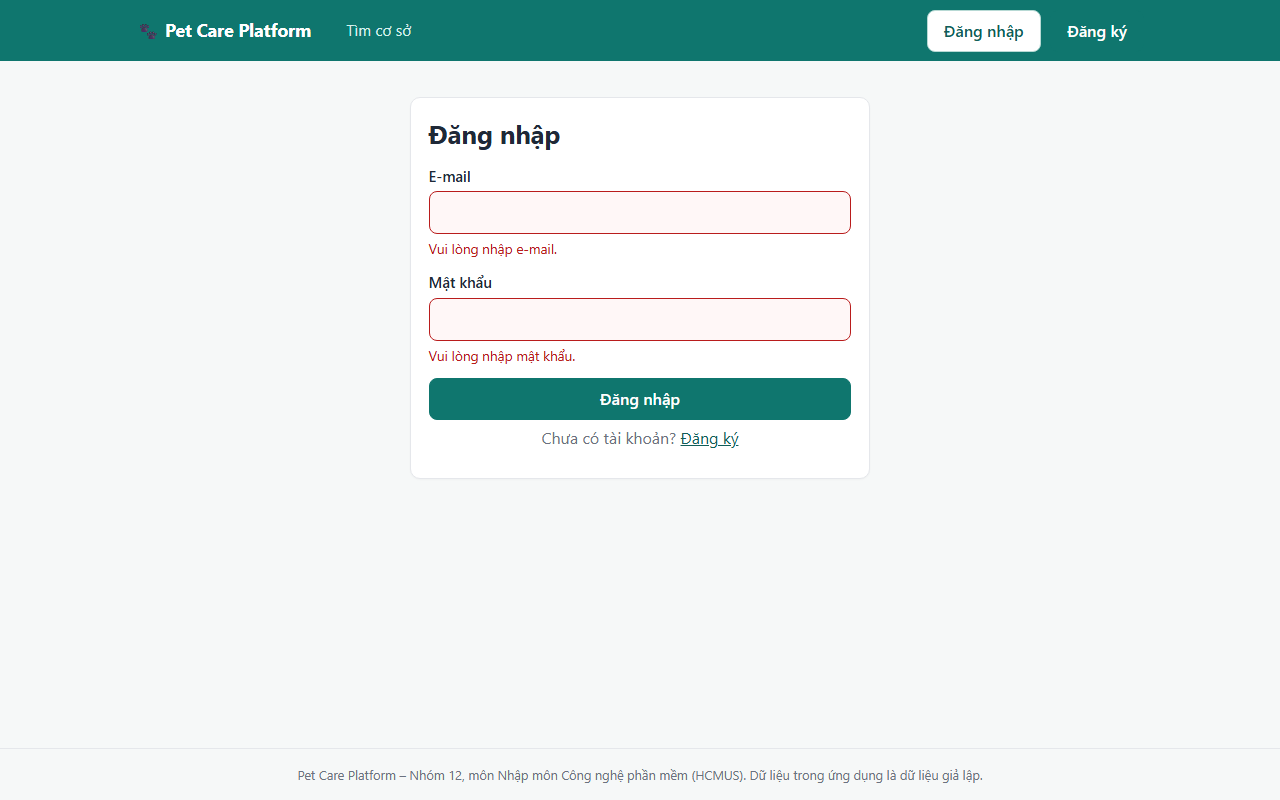 Pet Care Platform
Tìm cơ sở
Đăng nhập
Đăng ký
Đăng nhập
E-mail
Vui lòng nhập e-mail.
Mật khẩu
Vui lòng nhập mật khẩu.
Đăng nhập
Chưa có tài khoản? Đăng ký
Pet Care Platform – Nhóm 12, môn Nhập môn Công nghệ phần mềm (HCMUS). Dữ liệu trong ứng dụng là dữ liệu giả lập.